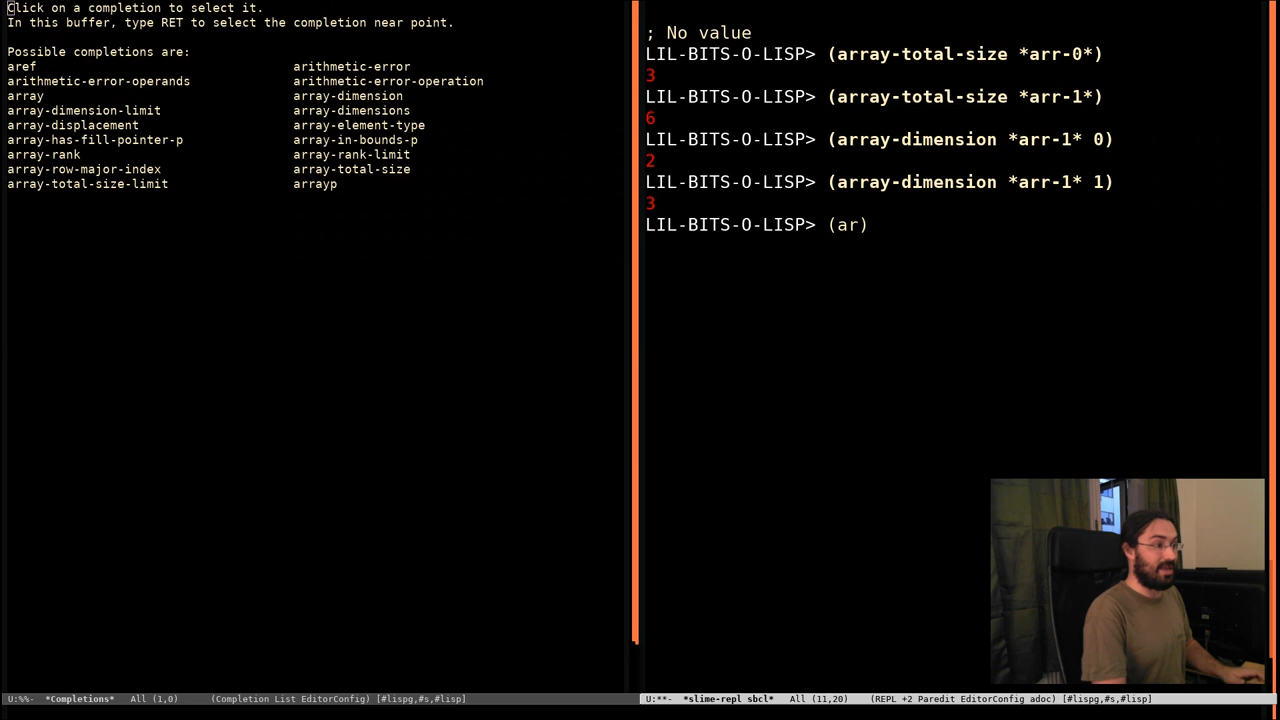 Click on a completion to select it.
In this buffer, type RET to select the completion near point.
Possible completions are:
aref arithmetic-error
arithmetic-error-operands arithmetic-error-operation
array array-dimension
array-dimension-limit array-dimensions
array-displacement array-element-type
array-has-fill-pointer-p array-in-bounds-p
array-rank array-rank-limit
array-row-major-index array-total-size
array-total-size-limit arrayp
U:%%- *Completions* All (1,0) (Completion List EditorConfig) [#lispg,#s,#lisp]
; No value
LIL-BITS-O-LISP> (array-total-size *arr-0*)
3
LIL-BITS-O-LISP> (array-total-size *arr-1*)
6
LIL-BITS-O-LISP> (array-dimension *arr-1* 0)
2
LIL-BITS-O-LISP> (array-dimension *arr-1* 1)
3
LIL-BITS-O-LISP> (ar)
U:**- *slime-repl sbcl* All (11,20) (REPL +2 Paredit EditorConfig adoc) [#lispg,#s,#lisp]